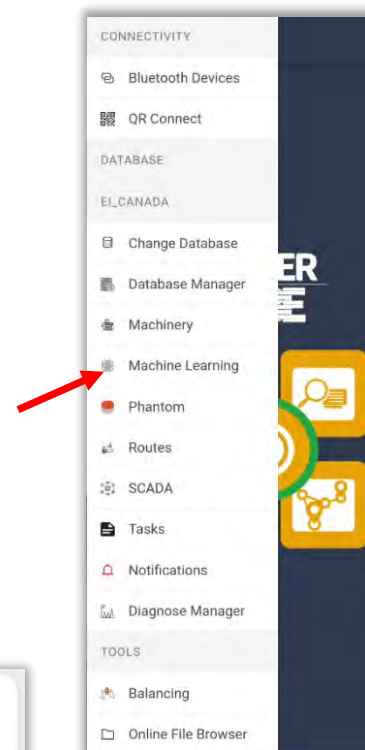 CONNECTIVITY
Bluetooth Devices
QR Connect
DATABASE
EI_CANADA
Change Database
Database Manager
ER
Machinery
Machine Learning
Phantom
Routes
SCADA
Tasks
Notifications
Diagnose Manager
TOOLS
Balancing
Online File Browser